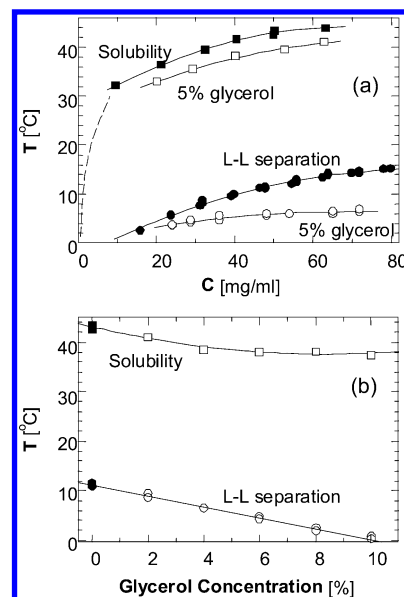 40
30
20
10
0
T [°C]
Solubility
(a)
5% glycerol
L-L separation
5% glycerol
0 20 40 60 80
C [mg/ml]
40
30
20
10
0
T [°C]
(b)
Solubility
L-L separation
0 2 4 6 8 10
Glycerol Concentration [%]